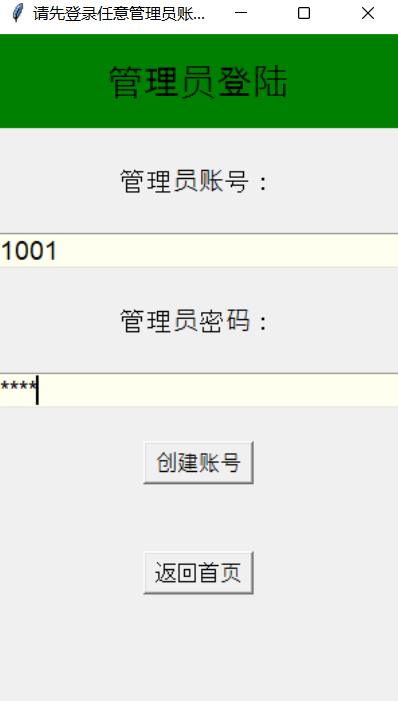 请先登录任意管理员账...
管理员登陆
管理员账号：
1001
管理员密码：
****
创建账号
返回首页